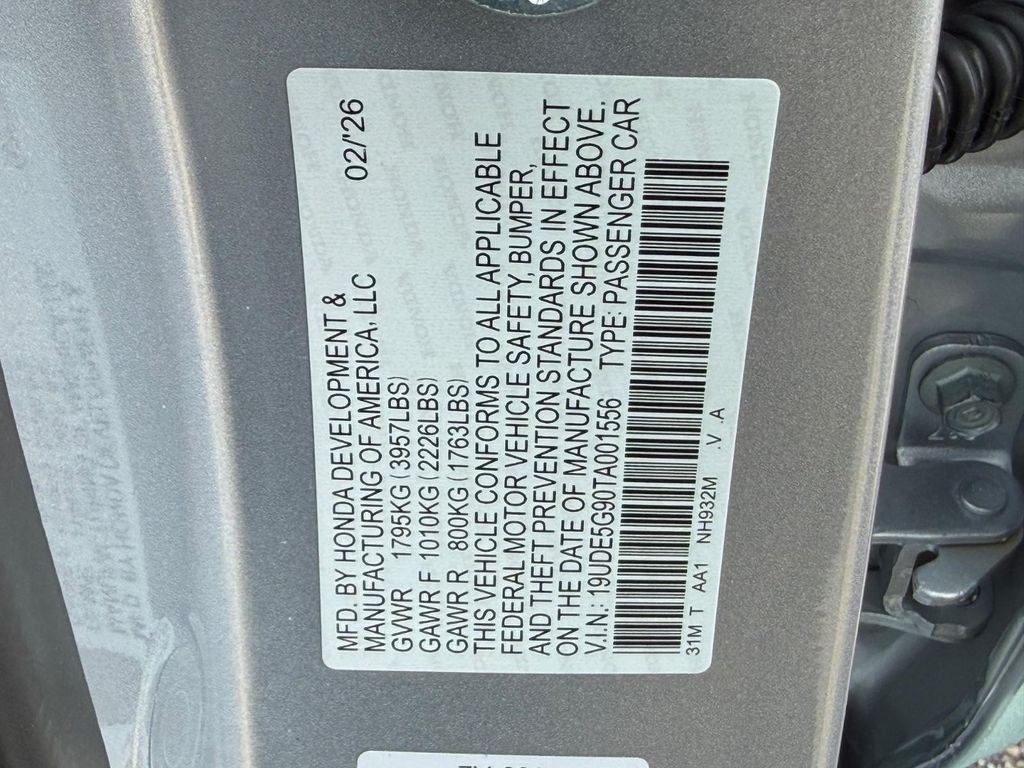 MFD. BY HONDA DEVELOPMENT & 02/'26
MANUFACTURING OF AMERICA, LLC
GVWR 1795KG (3957LBS)
GAWR F 1010KG (2226LBS)
GAWR R 800KG (1763LBS)
THIS VEHICLE CONFORMS TO ALL APPLICABLE
FEDERAL MOTOR VEHICLE SAFETY, BUMPER,
AND THEFT PREVENTION STANDARDS IN EFFECT
ON THE DATE OF MANUFACTURE SHOWN ABOVE.
V.I.N.: 19UDE5G90TA001556 TYPE: PASSENGER CAR
31M T AA1 NH932M .V .A